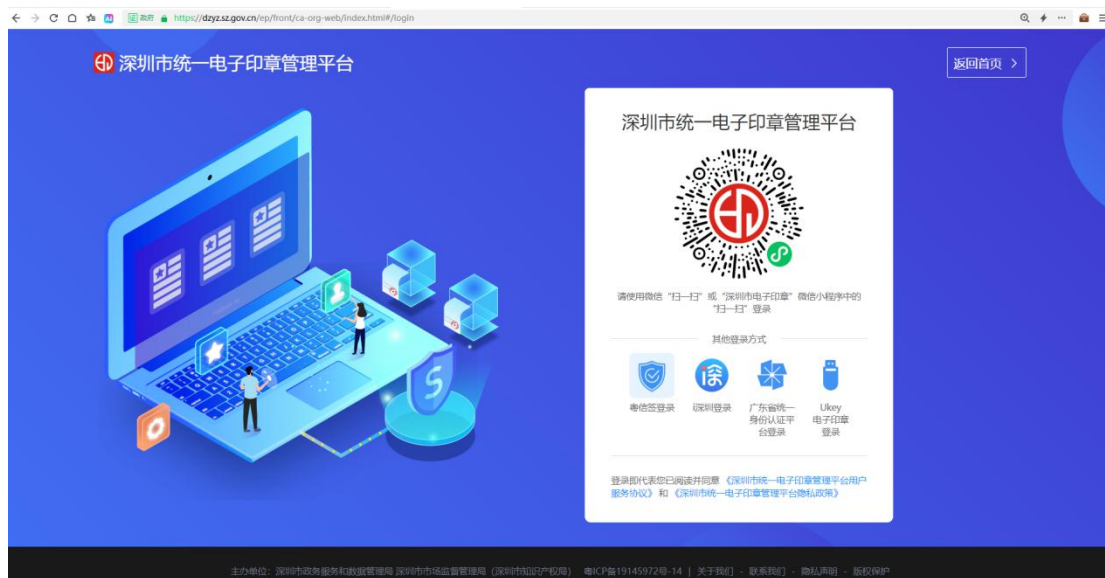 AI
证 政府 https://dzyz.sz.gov.cn/ep/front/ca-org-web/index.html#/login
深圳市统一电子印章管理平台
返回首页
深圳市统一电子印章管理平台
请使用微信“扫一扫”或“深圳市电子印章”微信小程序中的
“扫一扫”登录
其他登录方式
粤信签登录
i深圳登录
广东省统一
身份认证平
台登录
Ukey
电子印章
登录
登录即代表您已阅读并同意《深圳市统一电子印章管理平台用户
服务协议》和《深圳市统一电子印章管理平台隐私政策》
S
主办单位：深圳市政务服务和数据管理局 深圳市市场监督管理局（深圳市知识产权局） 粤ICP备19145972号-14 | 关于我们 - 联系我们 - 隐私声明 - 版权保护